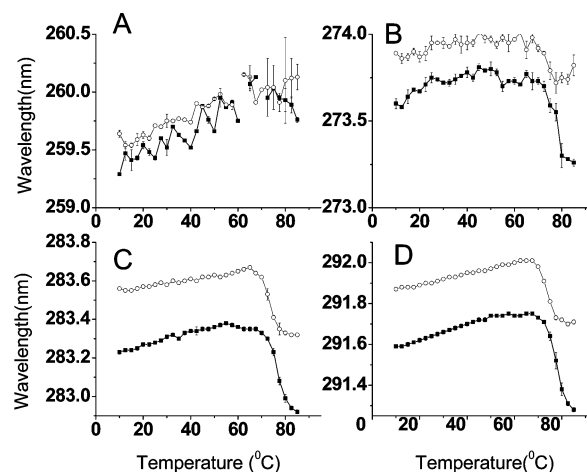 A
260.5
260.0
259.5
259.0
Wavelength(nm)
0 20 40 60 80
B
274.0
273.5
273.0
0 20 40 60 80
C
283.8
283.6
283.4
283.2
283.0
Wavelength(nm)
0 20 40 60 80
Temperature (⁰C)
D
292.0
291.8
291.6
291.4
0 20 40 60 80
Temperature(⁰C)